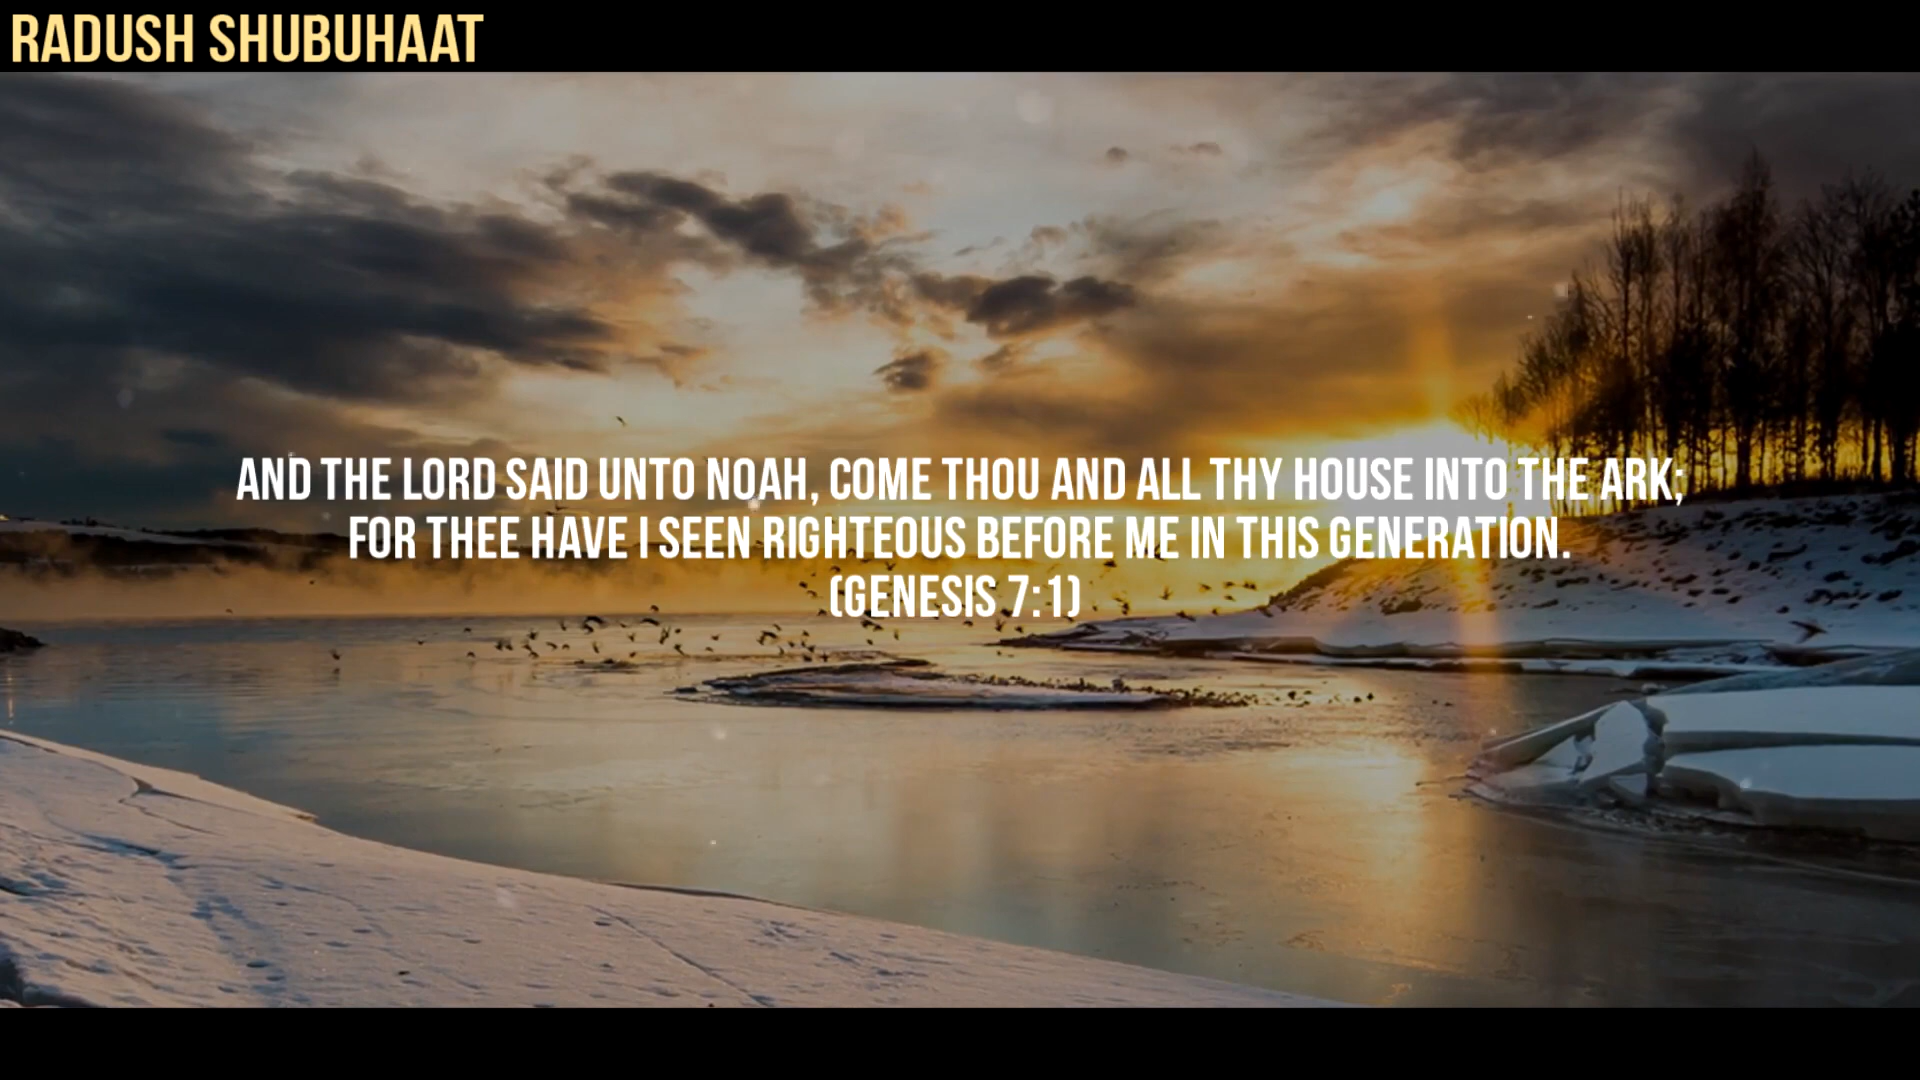 RADUSH SHUBUHAAT
AND THE LORD SAID UNTO NOAH, COME THOU AND ALL THY HOUSE INTO THE ARK;
FOR THEE HAVE I SEEN RIGHTEOUS BEFORE ME IN THIS GENERATION.
(GENESIS 7:1)